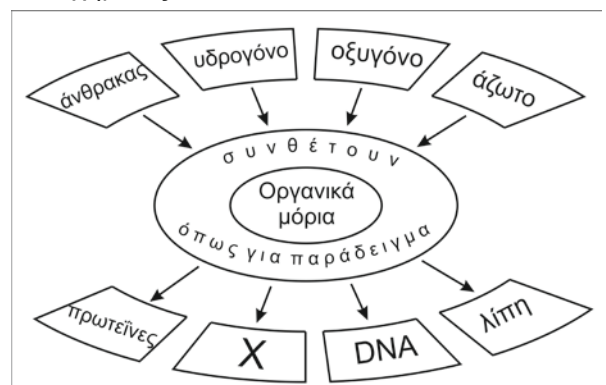 άνθρακας
υδρογόνο
οξυγόνο
άζωτο
συνθέτουν
Οργανικά
μόρια
όπως για παράδειγμα
πρωτεΐνες
X
DNA
λίπη